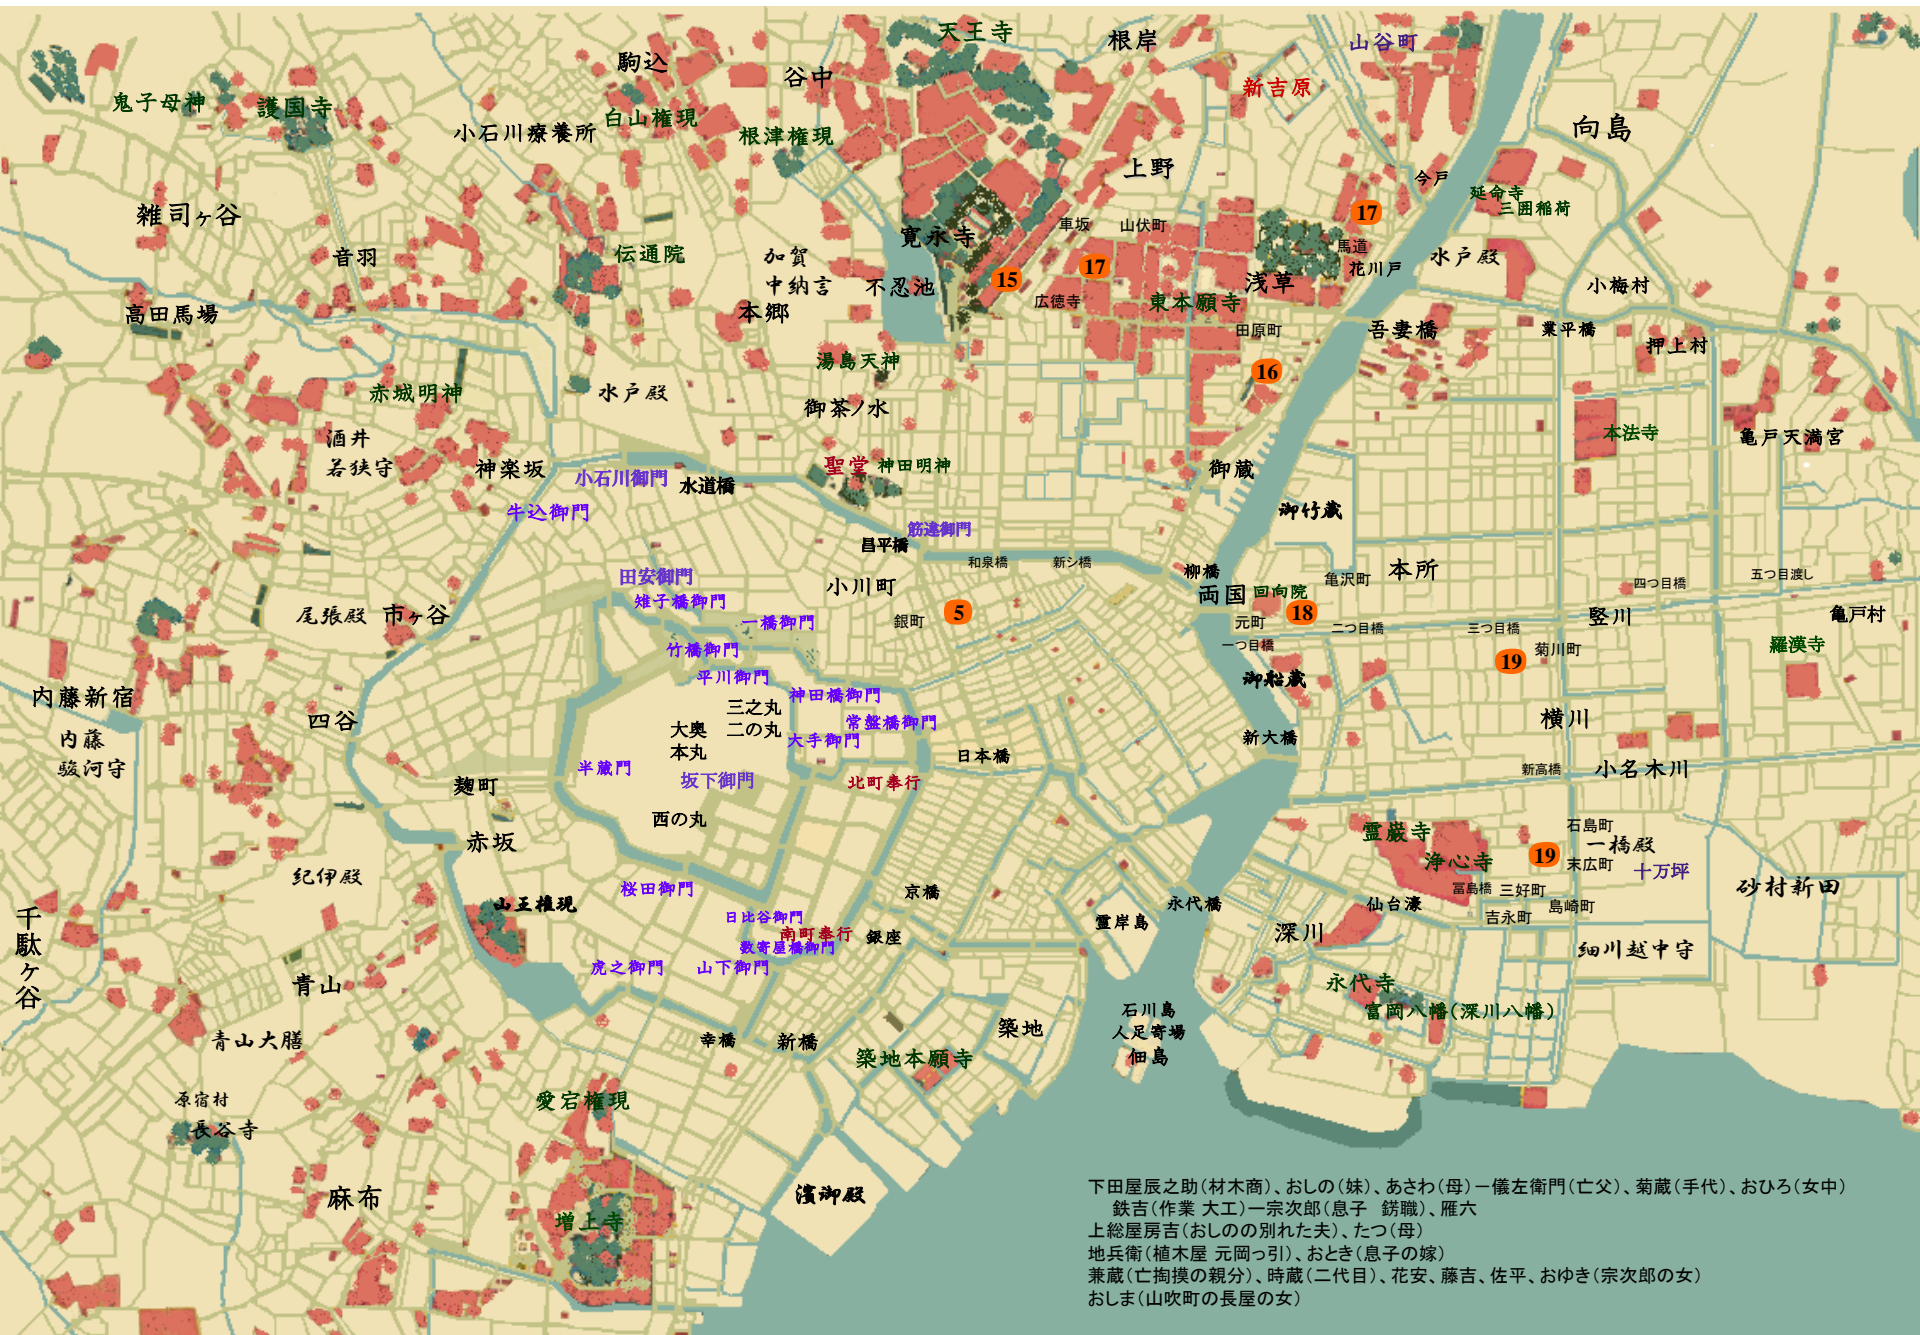 天王寺
根岸
山谷町
駒込
谷中
新吉原
鬼子母神
護国寺
白山権現
小石川療養所
根津権現
向島
上野
今戸
延命寺
三囲稲荷
雑司ヶ谷
17
車坂
山伏町
寛永寺
馬道
音羽
伝通院
加賀
中納言
水戸殿
花川戸
17
15
浅草
不忍池
小梅村
広徳寺
東本願寺
高田馬場
本郷
田原町
吾妻橋
業平橋
押上村
湯島天神
16
赤城明神
水戸殿
御茶ノ水
酒井
若狭守
本法寺
亀戸天満宮
神楽坂
聖堂
神田明神
御蔵
小石川御門
水道橋
牛込御門
御竹蔵
筋違御門
昌平橋
和泉橋
新シ橋
柳橋
本所
田安御門
小川町
亀沢町
四つ目橋
五つ目渡し
両国
回向院
雉子橋御門
5
18
尾張殿
市ヶ谷
一橋御門
銀町
元町
二つ目橋
三つ目橋
竪川
亀戸村
竹橋御門
一つ目橋
菊川町
羅漢寺
19
平川御門
御船蔵
内藤新宿
神田橋御門
三之丸
四谷
常盤橋御門
横川
大奥
二の丸
内藤
大手御門
新大橋
本丸
日本橋
駿河守
半蔵門
坂下御門
北町奉行
新高橋
小名木川
麹町
西の丸
石島町
霊巌寺
赤坂
一橋殿
19
浄心寺
末広町
十万坪
紀伊殿
桜田御門
京橋
冨島橋
三好町
砂村新田
山王権現
永代橋
仙台濠
島崎町
千駄ヶ谷
日比谷御門
霊岸島
吉永町
南町奉行
銀座
深川
数寄屋橋御門
細川越中守
虎之御門
山下御門
青山
永代寺
石川島
富岡八幡(深川八幡)
築地
人足寄場
青山大膳
幸橋
新橋
佃島
築地本願寺
原宿村
愛宕権現
長谷寺
麻布
濱御殿
増上寺
下田屋辰之助(材木商)、おしの(妹)、あさわ(母)ー儀左衛門(亡父)、菊蔵(手代)、おひろ(女中)
鉄吉(作業 大工)ー宗次郎(息子 錺職)、雁六
上総屋房吉(おしのの別れた夫)、たつ(母)
地兵衛(植木屋 元岡っ引)、おとき(息子の嫁)
兼蔵(亡掏摸の親分)、時蔵(二代目)、花安、藤吉、佐平、おゆき(宗次郎の女)
おしま(山吹町の長屋の女)